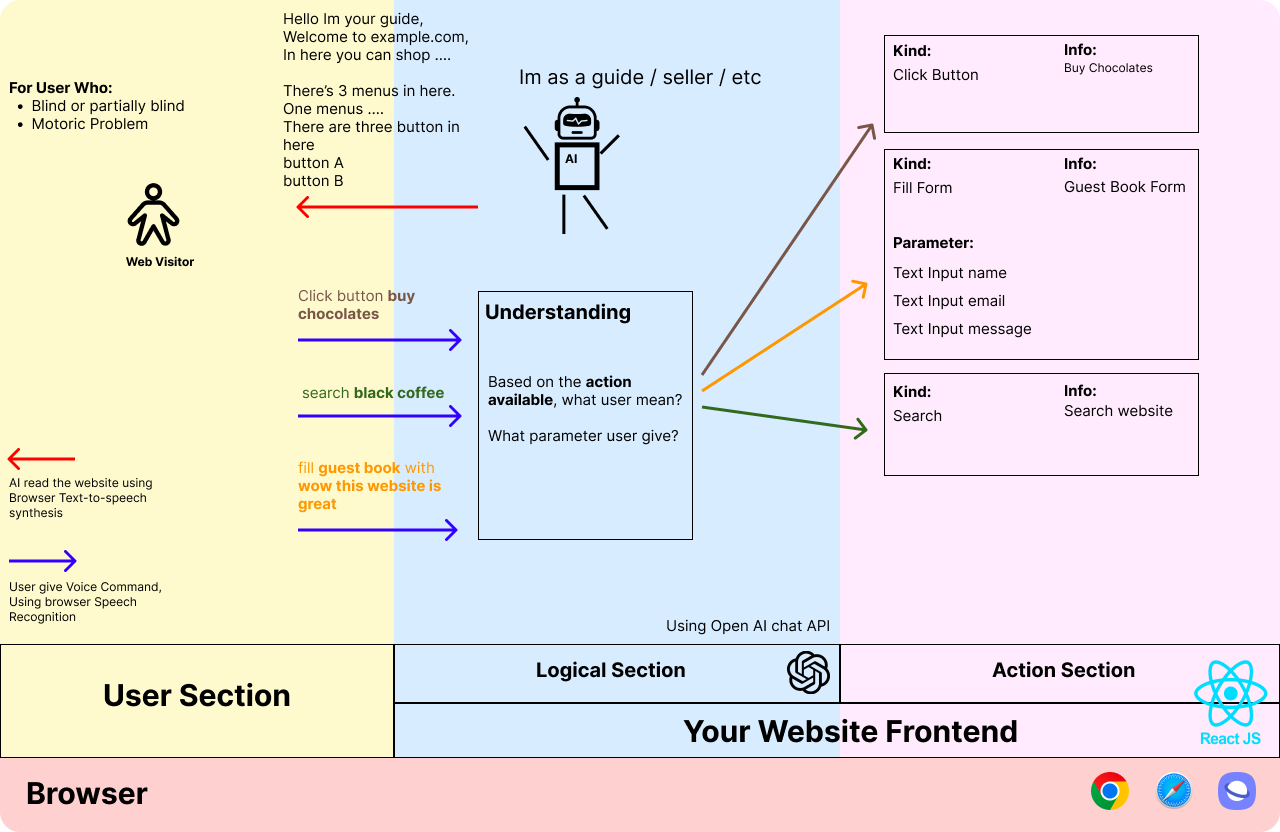 Hello Im your guide,
Welcome to example.com,
In here you can shop ....
There's 3 menus in here.
One menus ....
There are three button in
here
button A
button B
For User Who:
Blind or partially blind
Motoric Problem
Web Visitor
Im as a guide / seller / etc
AI
Click button buy
chocolates
search black coffee
fill guest book with
wow this website is
great
AI read the website using
Browser Text-to-speech
synthesis
User give Voice Command,
Using browser Speech
Recognition
Understanding
Based on the action
available, what user mean?
What parameter user give?
Using Open AI chat API
Kind:
Click Button
Info:
Buy Chocolates
Kind:
Fill Form
Info:
Guest Book Form
Parameter:
Text Input name
Text Input email
Text Input message
Kind:
Search
Info:
Search website
User Section
Logical Section
Action Section
Your Website Frontend
React JS
Browser